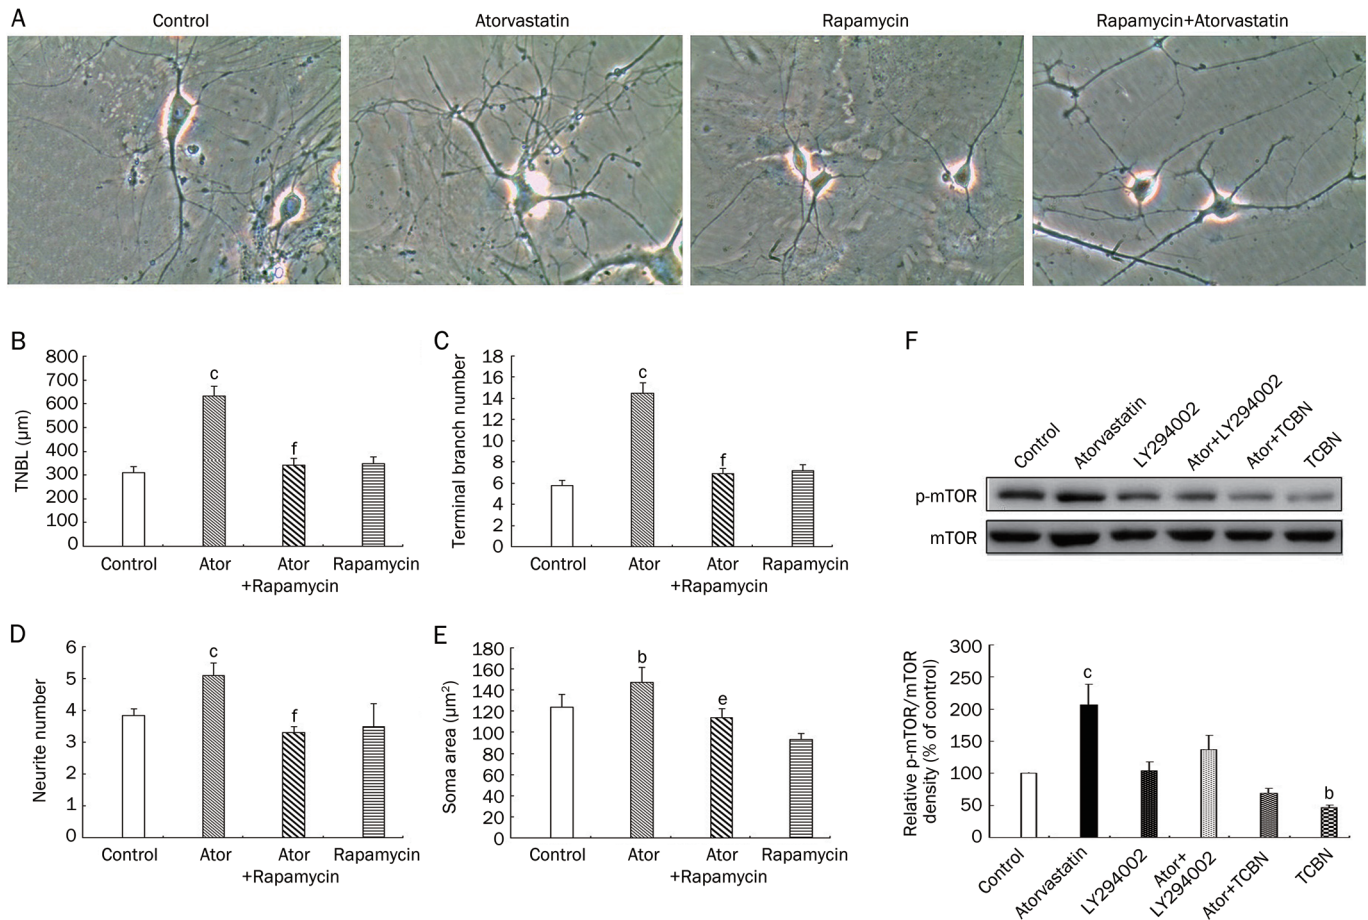 A
Control
Atorvastatin
Rapamycin
Rapamycin+Atorvastatin
B
TNBL (µm)
800
700
600
500
400
300
200
100
0
c
f
Control
Ator
Ator
+Rapamycin
Rapamycin
C
Terminal branch number
18
16
14
12
10
8
6
4
2
0
c
f
Control
Ator
Ator
+Rapamycin
Rapamycin
D
Neurite number
6
5
4
3
2
1
0
c
f
Control
Ator
Ator
+Rapamycin
Rapamycin
E
Soma area (µm²)
180
160
140
120
100
80
60
40
20
0
b
e
Control
Ator
Ator
+Rapamycin
Rapamycin
F
Control
Atorvastatin
LY294002
Ator+LY294002
Ator+TCBN
TCBN
p-mTOR
mTOR
Relative p-mTOR/mTOR
density (% of control)
300
250
200
150
100
50
0
c
b
Control
Atorvastatin
LY294002
Ator+
LY294002
Ator+TCBN
TCBN